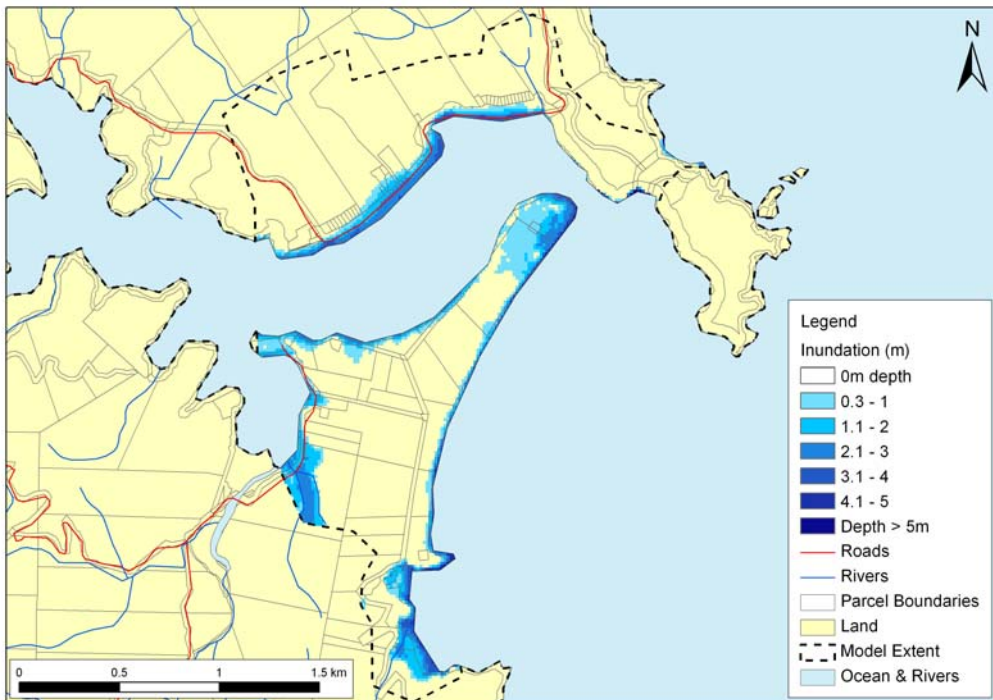 N
Legend
Inundation (m)
0m depth
0.3 - 1
1.1 - 2
2.1 - 3
3.1 - 4
4.1 - 5
Depth > 5m
Roads
Rivers
Parcel Boundaries
Land
Model Extent
Ocean & Rivers
0 0.5 1 1.5 km